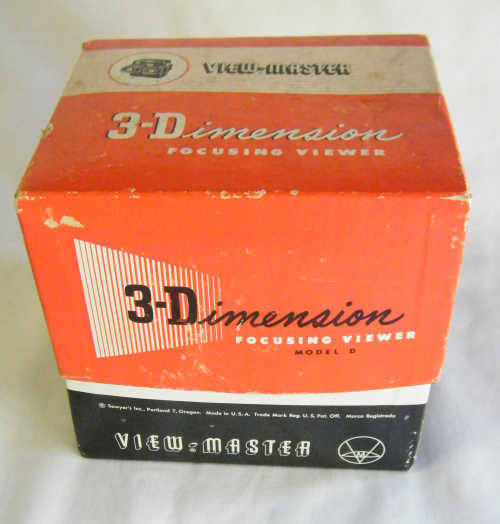 VIEW-MASTER
3-Dimension
FOCUSING VIEWER
3-Dimension
FOCUSING VIEWER
MODEL D
Sawyer's Inc., Portland 7, Oregon. Made in U.S.A. Trade Mark Reg. U.S. Pat. Off. Marca Registrada
VIEW-MASTER